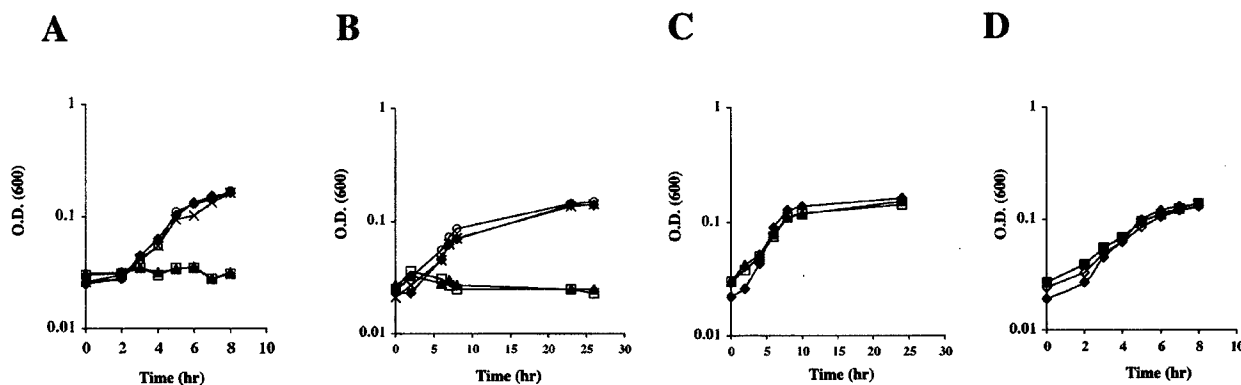 A B C D
1 1 1 1
O.D. (600) O.D. (600) O.D. (600) O.D. (600)
0.1 0.1 0.1 0.1
0.01 0.01 0.01 0.01
0 2 4 6 8 10 0 5 10 15 20 25 30 0 5 10 15 20 25 30 0 2 4 6 8 10
Time (hr) Time (hr) Time (hr) Time (hr)